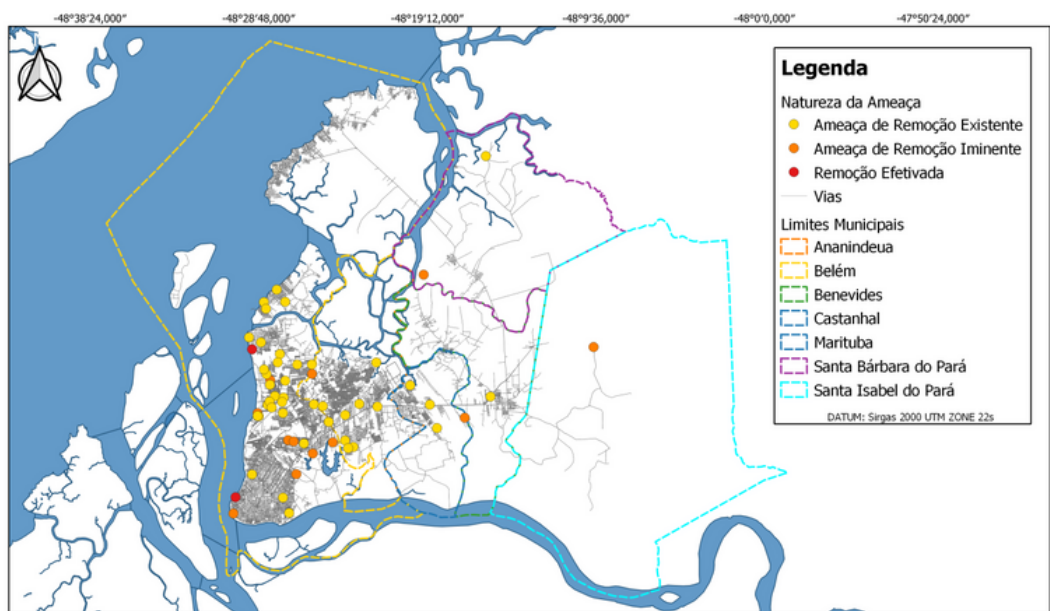 -48°38'24,000"
-48°28'48,000"
-48°19'12,000"
-48°9'36,000"
-48°0'0,000"
-47°50'24,000"
Legenda
Natureza da Ameaça
Ameaça de Remoção Existente
Ameaça de Remoção Iminente
Remoção Efetivada
Vias
Limites Municipais
Ananindeua
Belém
Benevides
Castanhal
Marituba
Santa Bárbara do Pará
Santa Isabel do Pará
DATUM: Sirgas 2000 UTM ZONE 22s